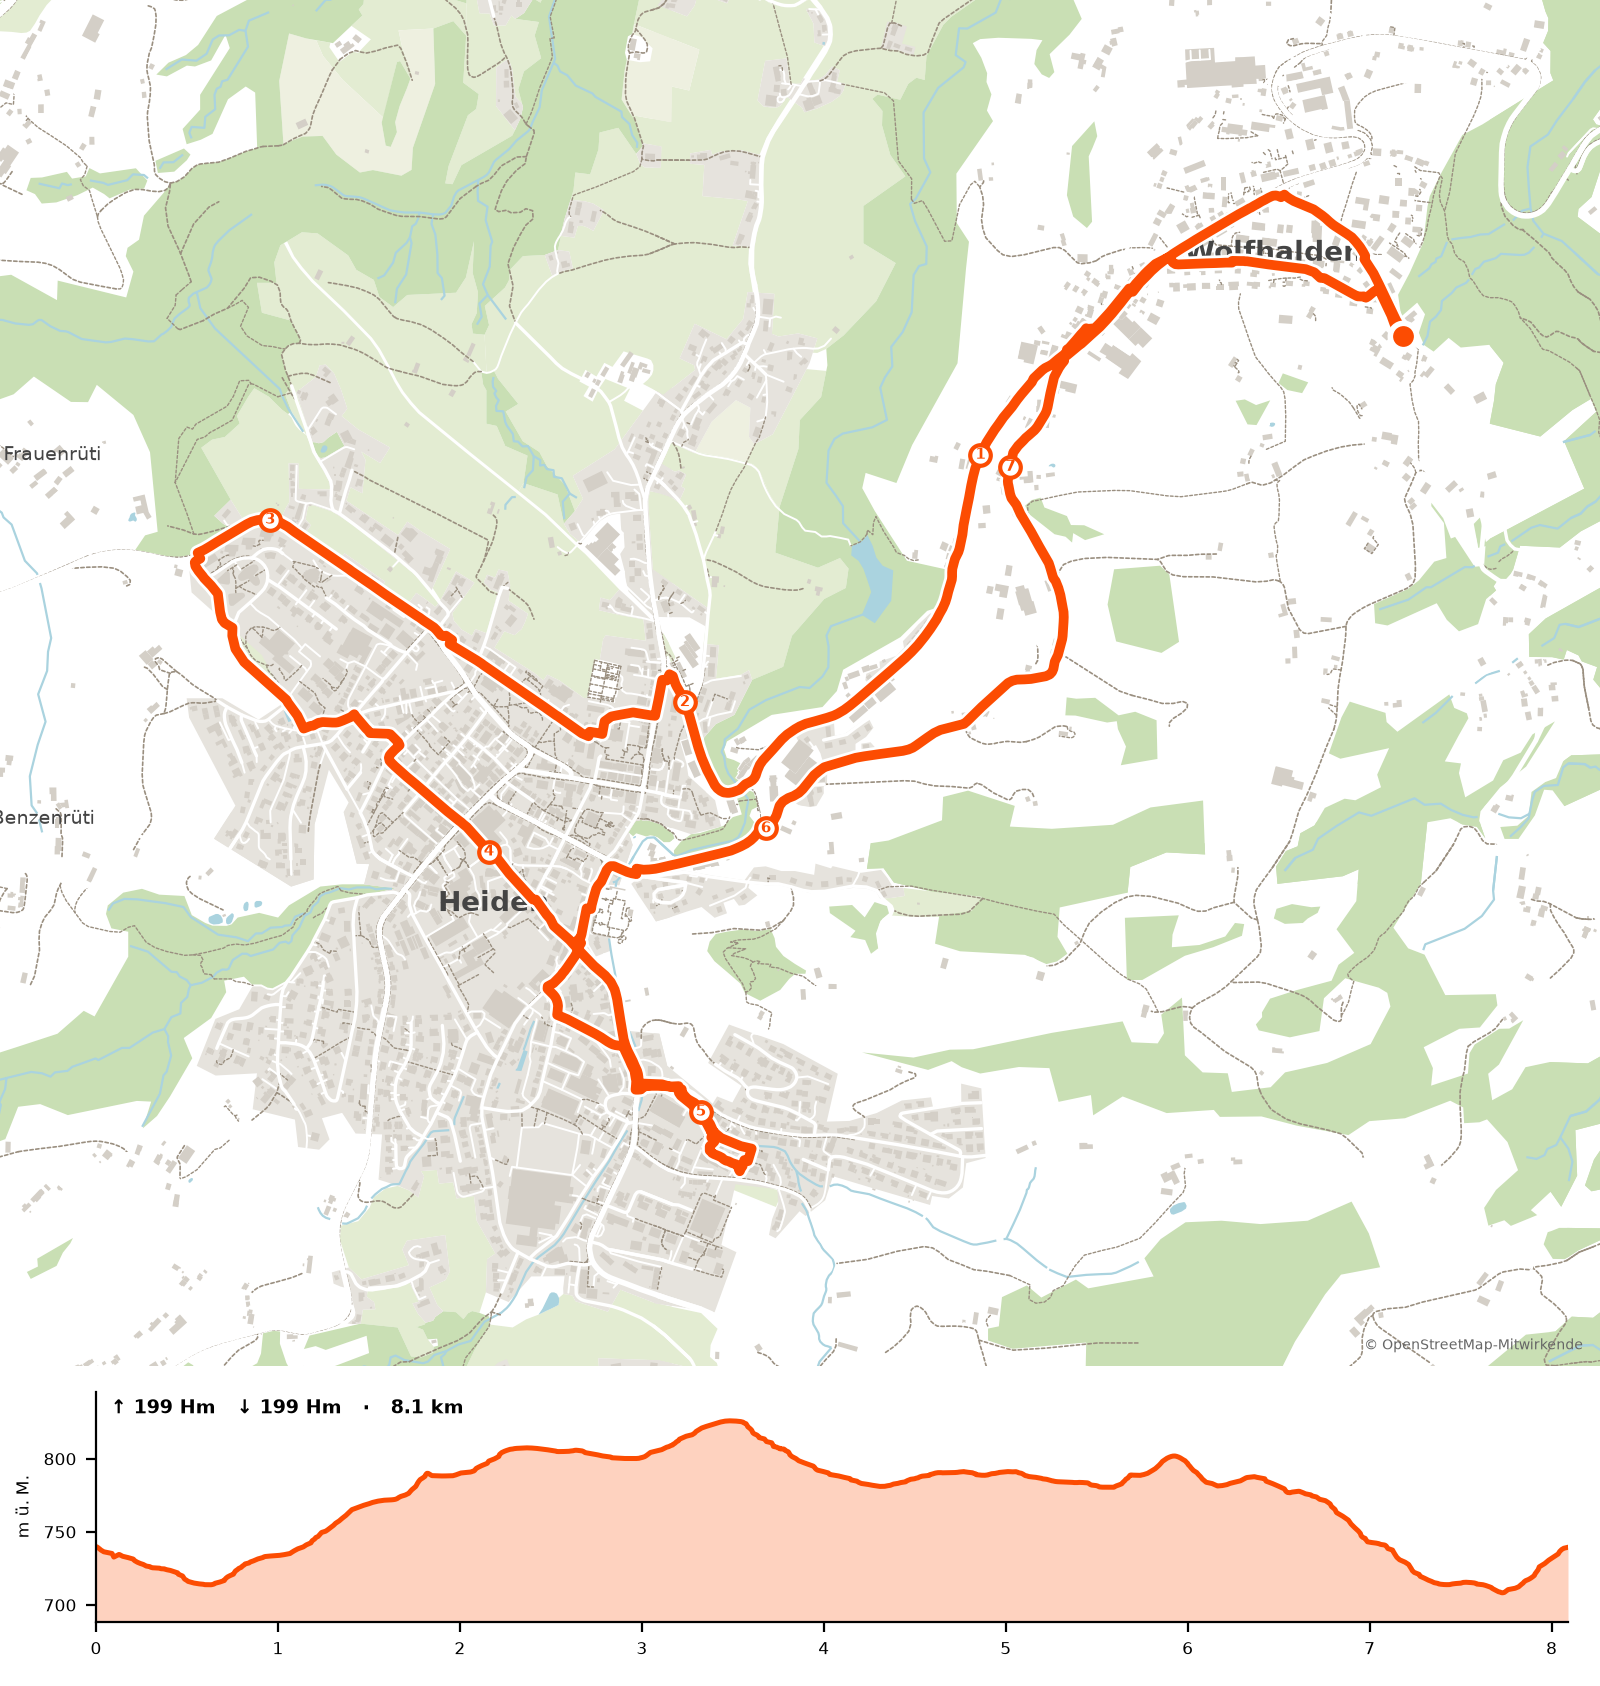 Wolfhalden
1
7
Frauenrüti
3
2
Benzenrüti
6
4
Heiden
5
© OpenStreetMap-Mitwirkende
↑ 199 Hm ↓ 199 Hm · 8.1 km
m ü. M.
800
750
700
0 1 2 3 4 5 6 7 8